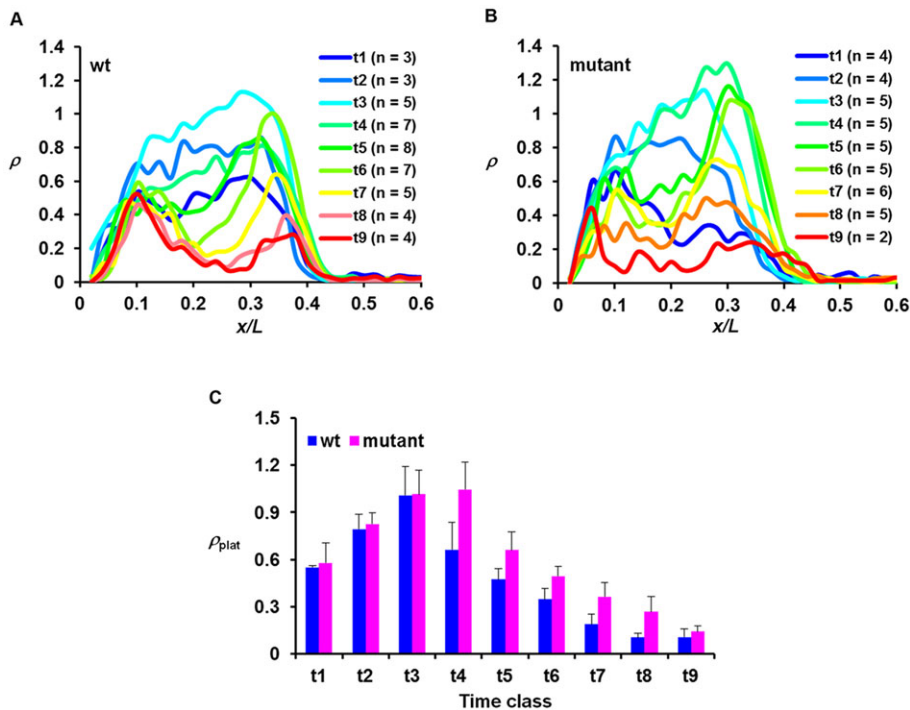 A
wt
1.4
1.2
1
0.8
0.6
0.4
0.2
0
ρ
0
0.1
0.2
0.3
0.4
0.5
0.6
x/L
t1 (n = 3)
t2 (n = 3)
t3 (n = 5)
t4 (n = 7)
t5 (n = 8)
t6 (n = 7)
t7 (n = 5)
t8 (n = 4)
t9 (n = 4)
B
mutant
1.4
1.2
1
0.8
0.6
0.4
0.2
0
ρ
0
0.1
0.2
0.3
0.4
0.5
0.6
x/L
t1 (n = 4)
t2 (n = 4)
t3 (n = 5)
t4 (n = 5)
t5 (n = 5)
t6 (n = 5)
t7 (n = 6)
t8 (n = 5)
t9 (n = 2)
C
wt mutant
1.5
1.2
0.9
0.6
0.3
0
ρplat
t1 t2 t3 t4 t5 t6 t7 t8 t9
Time class